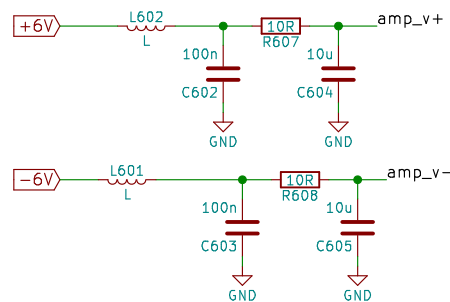 L602
+6V
L
10R
amp_v+
R607
100n
10u
C602
C604
GND
GND
L601
-6V
L
10R
amp_v-
R608
100n
10u
C603
C605
GND
GND